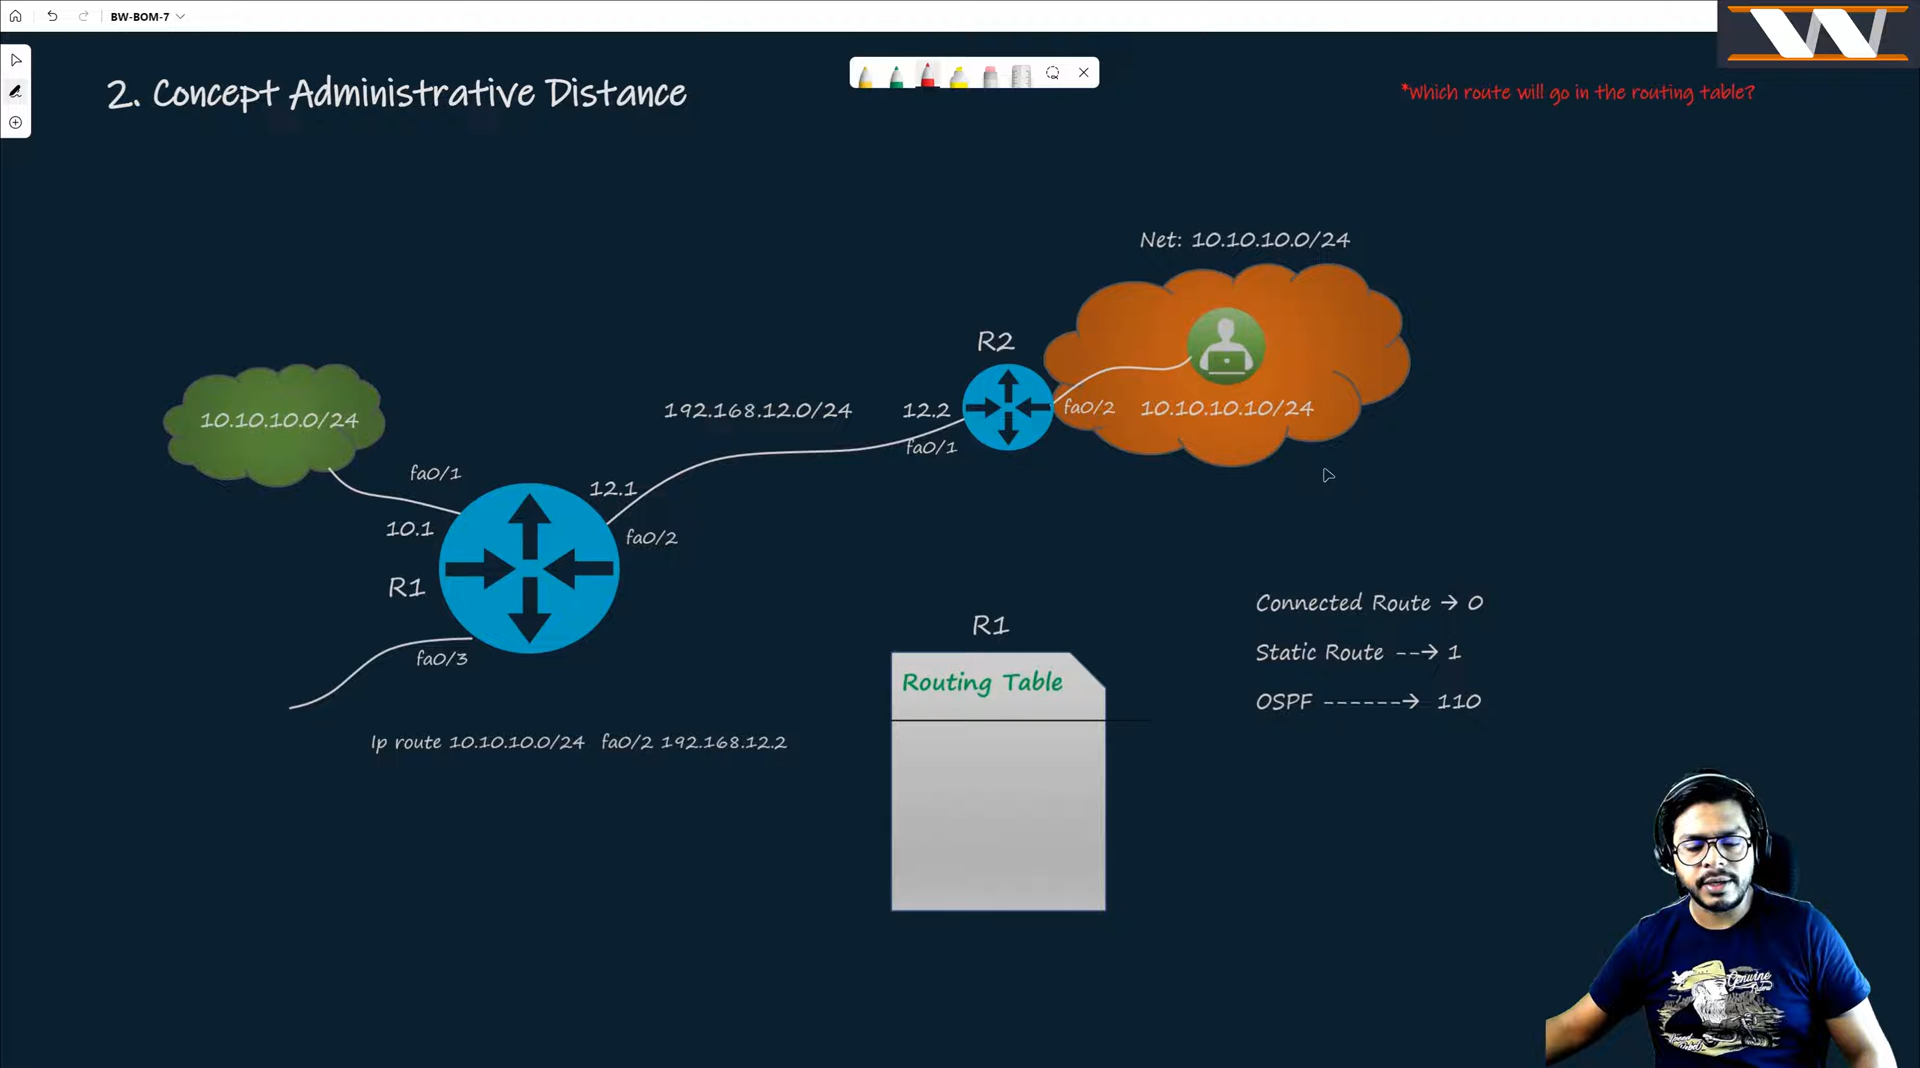 BW-BOM-7
2. Concept Administrative Distance
*Which route will go in the routing table?
Net: 10.10.10.0/24
R2
10.10.10.0/24
192.168.12.0/24
12.2
fa0/2
10.10.10.10/24
fa0/1
fa0/1
12.1
10.1
fa0/2
R1
fa0/3
Ip route 10.10.10.0/24 fa0/2 192.168.12.2
R1
Routing Table
Connected Route → 0
Static Route --→ 1
OSPF ------→ 110
Genuine